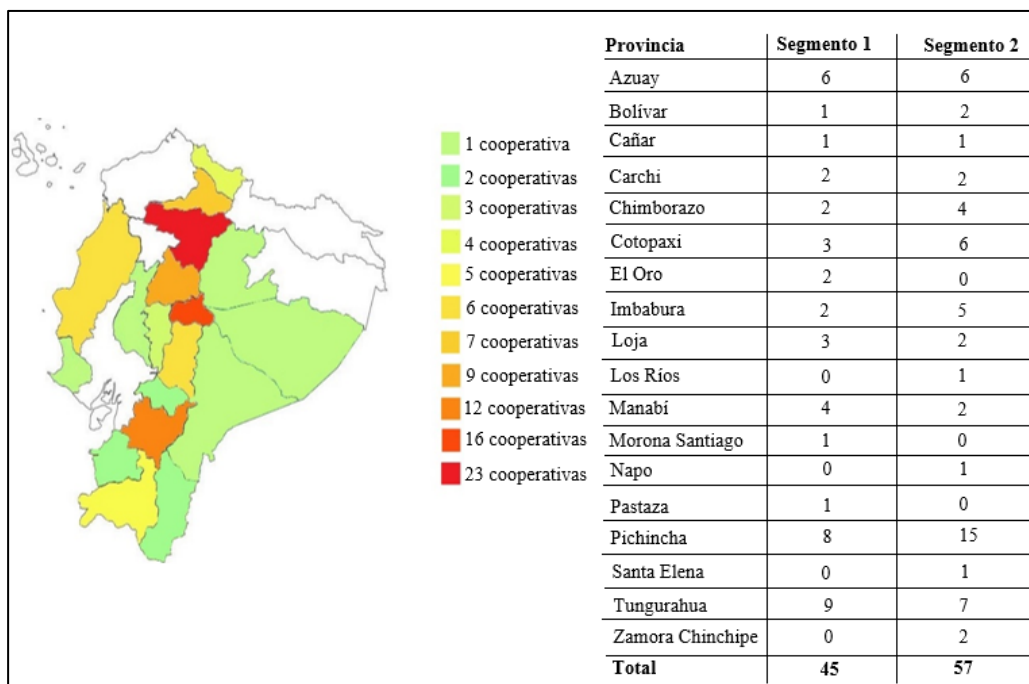 1 cooperativa
2 cooperativas
3 cooperativas
4 cooperativas
5 cooperativas
6 cooperativas
7 cooperativas
9 cooperativas
12 cooperativas
16 cooperativas
23 cooperativas
Provincia Segmento 1 Segmento 2
Azuay 6 6
Bolívar 1 2
Cañar 1 1
Carchi 2 2
Chimborazo 2 4
Cotopaxi 3 6
El Oro 2 0
Imbabura 2 5
Loja 3 2
Los Ríos 0 1
Manabí 4 2
Morona Santiago 1 0
Napo 0 1
Pastaza 1 0
Pichincha 8 15
Santa Elena 0 1
Tungurahua 9 7
Zamora Chinchipe 0 2
Total 45 57